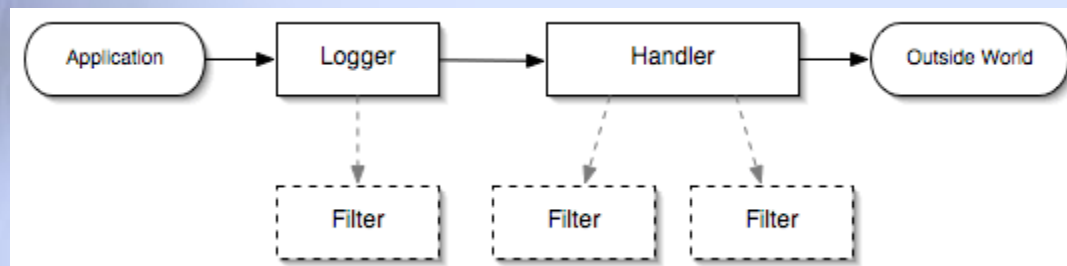 Application
Logger
Handler
Outside World
Filter
Filter
Filter